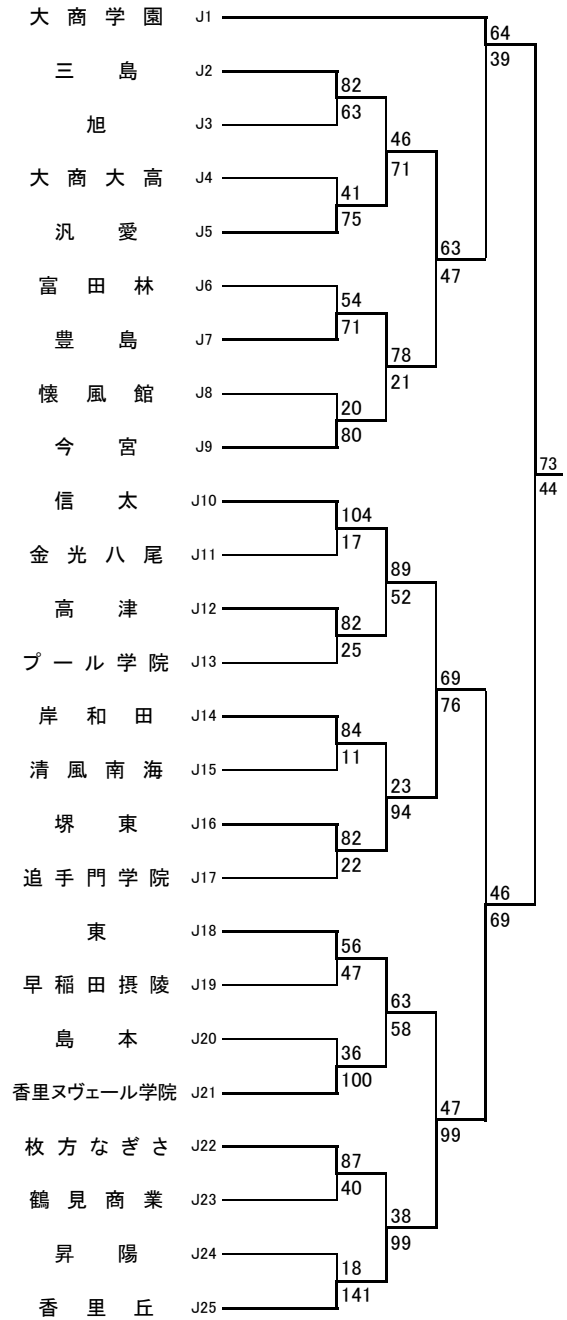 大商学園 J1
64
39
三島 J2
82
63
旭 J3
46
71
大商大高 J4
41
75
汎愛 J5
63
47
富田林 J6
54
71
豊島 J7
78
21
懐風館 J8
20
80
今宮 J9
73
44
信太 J10
104
17
金光八尾 J11
89
52
高津 J12
82
25
プール学院 J13
69
76
岸和田 J14
84
11
清風南海 J15
23
94
堺東 J16
82
22
追手門学院 J17
46
69
東 J18
56
47
早稲田摂陵 J19
63
58
島本 J20
36
100
香里ヌヴェール学院 J21
47
99
枚方なぎさ J22
87
40
鶴見商業 J23
38
99
昇陽 J24
18
141
香里丘 J25